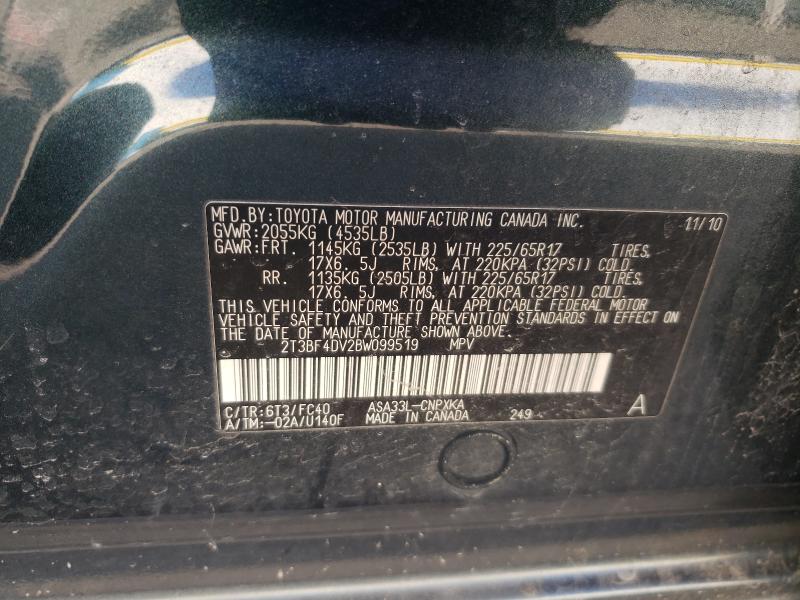 MFD. BY: TOYOTA MOTOR MANUFACTURING CANADA INC. 11/10
GVWR: 2055KG (4535LB)
GAWR: FRT. 1145KG (2535LB) WITH 225/65R17 TIRES,
17X6. 5J RIMS, AT 220KPA (32PSI) COLD
RR. 1135KG (2505LB) WITH 225/65R17 TIRES,
17X6. 5J RIMS, AT 220KPA (32PSI) COLD
THIS VEHICLE CONFORMS TO ALL APPLICABLE FEDERAL MOTOR
VEHICLE SAFETY AND THEFT PREVENTION STANDARDS IN EFFECT ON
THE DATE OF MANUFACTURE SHOWN ABOVE.
2T3BF4DV2BW099519 MPV
C/TR: 6T3/FC40 ASA33L-CNPXKA
A/TM: -02A/U140F MADE IN CANADA 249 A